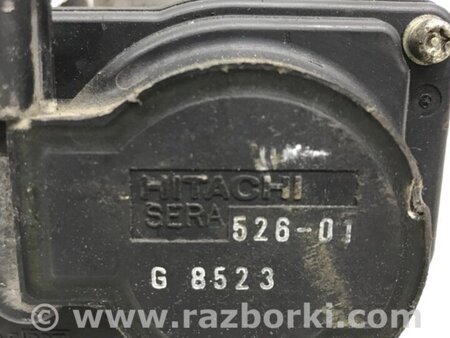 HITACHI
SERA 526-01
G 8523
www.razborki.com